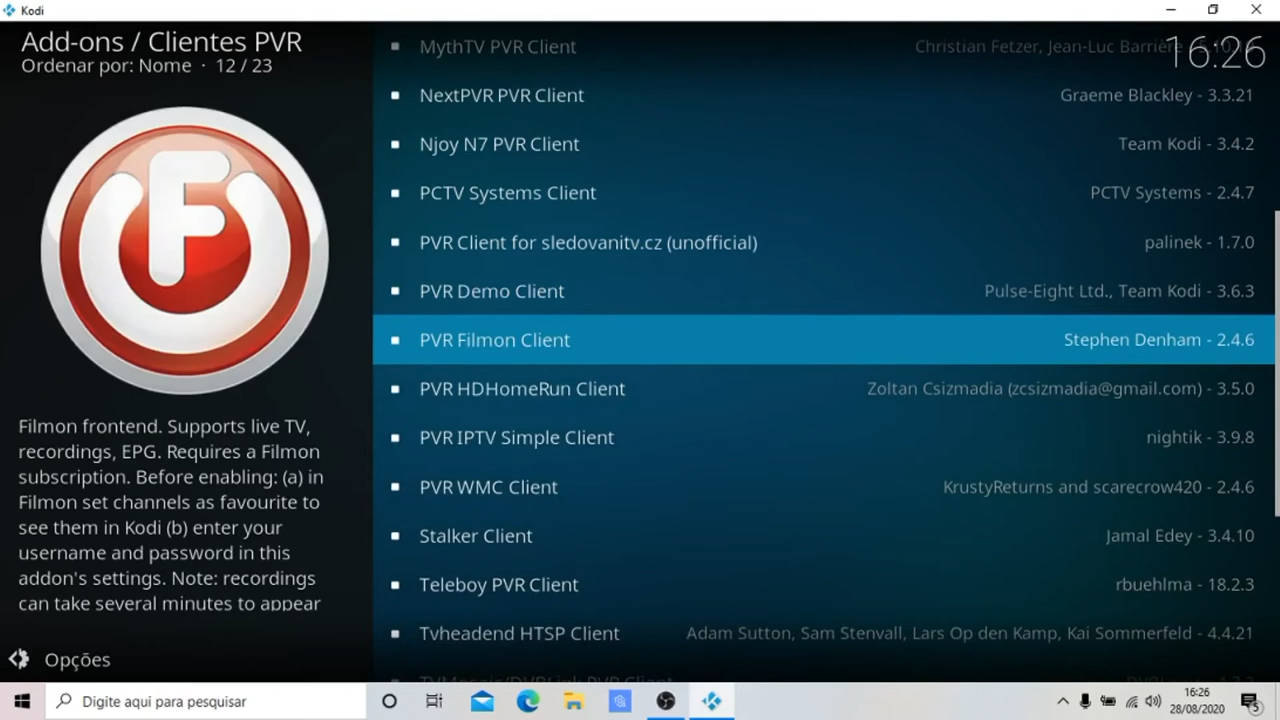 Kodi
Add-ons / Clientes PVR
Ordenar por: Nome · 12 / 23
16:26
MythTV PVR Client Christian Fetzer, Jean-Luc Barrière
NextPVR PVR Client Graeme Blackley - 3.3.21
Njoy N7 PVR Client Team Kodi - 3.4.2
PCTV Systems Client PCTV Systems - 2.4.7
PVR Client for sledovanitv.cz (unofficial) palinek - 1.7.0
PVR Demo Client Pulse-Eight Ltd., Team Kodi - 3.6.3
PVR Filmon Client Stephen Denham - 2.4.6
PVR HDHomeRun Client Zoltan Csizmadia (zcsizmadia@gmail.com) - 3.5.0
PVR IPTV Simple Client nightik - 3.9.8
PVR WMC Client KrustyReturns and scarecrow420 - 2.4.6
Stalker Client Jamal Edey - 3.4.10
Teleboy PVR Client rbuehlma - 18.2.3
Tvheadend HTSP Client Adam Sutton, Sam Stenvall, Lars Op den Kamp, Kai Sommerfeld - 4.4.21
F
Filmon frontend. Supports live TV,
recordings, EPG. Requires a Filmon
subscription. Before enabling: (a) in
Filmon set channels as favourite to
see them in Kodi (b) enter your
username and password in this
addon's settings. Note: recordings
can take several minutes to appear
Opções
Digite aqui para pesquisar
16:26
28/08/2020
5